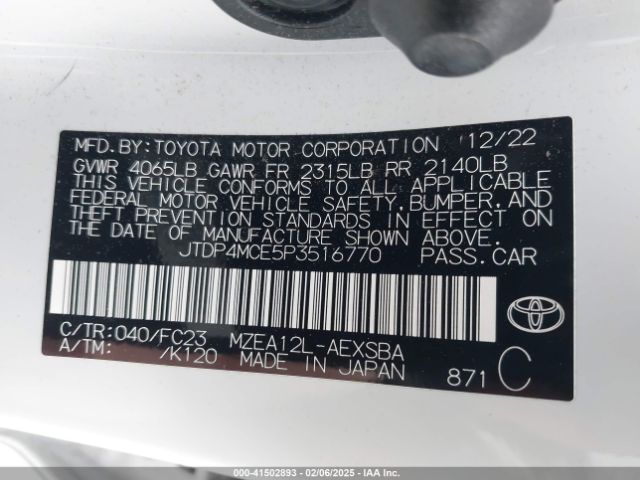 MFD.BY:TOYOTA MOTOR CORPORATION 12/22
GVWR 4065LB GAWR FR 2315LB RR 2140LB
THIS VEHICLE CONFORMS TO ALL APPLICABLE
FEDERAL MOTOR VEHICLE SAFETY,BUMPER,AND
THEFT PREVENTION STANDARDS IN EFFECT ON
THE DATE OF MANUFACTURE SHOWN ABOVE.
JTDP4MCE5P3516770 PASS.CAR
C/TR:040/FC23 MZEA12L-AEXSBA
A/TM: /K120 MADE IN JAPAN
871 C
TOYOTA
000-41502893 - 02/06/2025 - IAA, Inc.